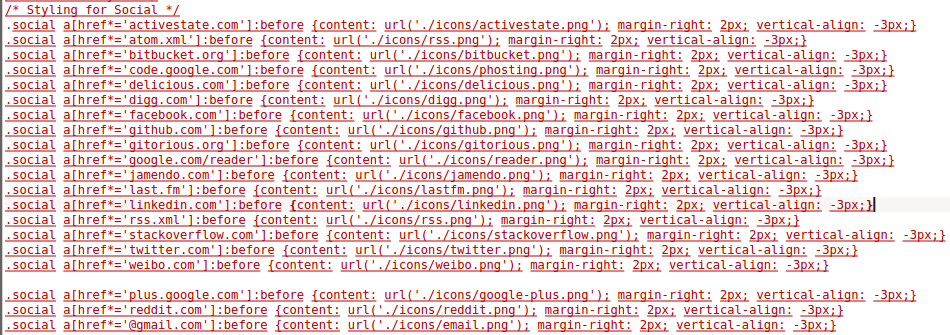 /* Styling for Social */
.social a[href*='activestate.com']:before {content: url('./icons/activestate.png'); margin-right: 2px; vertical-align: -3px;}
.social a[href*='atom.xml']:before {content: url('./icons/rss.png'); margin-right: 2px; vertical-align: -3px;}
.social a[href*='bitbucket.org']:before {content: url('./icons/bitbucket.png'); margin-right: 2px; vertical-align: -3px;}
.social a[href*='code.google.com']:before {content: url('./icons/phosting.png'); margin-right: 2px; vertical-align: -3px;}
.social a[href*='delicious.com']:before {content: url('./icons/delicious.png'); margin-right: 2px; vertical-align: -3px;}
.social a[href*='digg.com']:before {content: url('./icons/digg.png'); margin-right: 2px; vertical-align: -3px;}
.social a[href*='facebook.com']:before {content: url('./icons/facebook.png'); margin-right: 2px; vertical-align: -3px;}
.social a[href*='github.com']:before {content: url('./icons/github.png'); margin-right: 2px; vertical-align: -3px;}
.social a[href*='gitorious.org']:before {content: url('./icons/gitorious.png'); margin-right: 2px; vertical-align: -3px;}
.social a[href*='google.com/reader']:before {content: url('./icons/reader.png'); margin-right: 2px; vertical-align: -3px;}
.social a[href*='jamendo.com']:before {content: url('./icons/jamendo.png'); margin-right: 2px; vertical-align: -3px;}
.social a[href*='last.fm']:before {content: url('./icons/lastfm.png'); margin-right: 2px; vertical-align: -3px;}
.social a[href*='linkedin.com']:before {content: url('./icons/linkedin.png'); margin-right: 2px; vertical-align: -3px;}
.social a[href*='rss.xml']:before {content: url('./icons/rss.png'); margin-right: 2px; vertical-align: -3px;}
.social a[href*='stackoverflow.com']:before {content: url('./icons/stackoverflow.png'); margin-right: 2px; vertical-align: -3px;}
.social a[href*='twitter.com']:before {content: url('./icons/twitter.png'); margin-right: 2px; vertical-align: -3px;}
.social a[href*='weibo.com']:before {content: url('./icons/weibo.png'); margin-right: 2px; vertical-align: -3px;}
.social a[href*='plus.google.com']:before {content: url('./icons/google-plus.png'); margin-right: 2px; vertical-align: -3px;}
.social a[href*='reddit.com']:before {content: url('./icons/reddit.png'); margin-right: 2px; vertical-align: -3px;}
.social a[href*='@gmail.com']:before {content: url('./icons/email.png'); margin-right: 2px; vertical-align: -3px;}